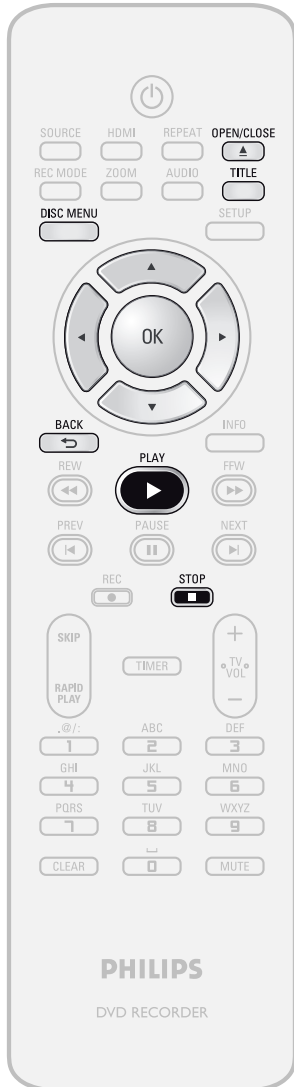 SOURCE HDMI REPEAT OPEN/CLOSE
REC MODE ZOOM AUDIO TITLE
DISC MENU SETUP
OK
BACK INFO
REW PLAY FFW
PREV PAUSE NEXT
REC STOP
SKIP
TIMER
+
TV
VOL
−
RAPID
PLAY
.@/: ABC DEF
1 2 3
GHI JKL MNO
4 5 6
PQRS TUV WXYZ
7 8 9
CLEAR 0 MUTE
PHILIPS
DVD RECORDER